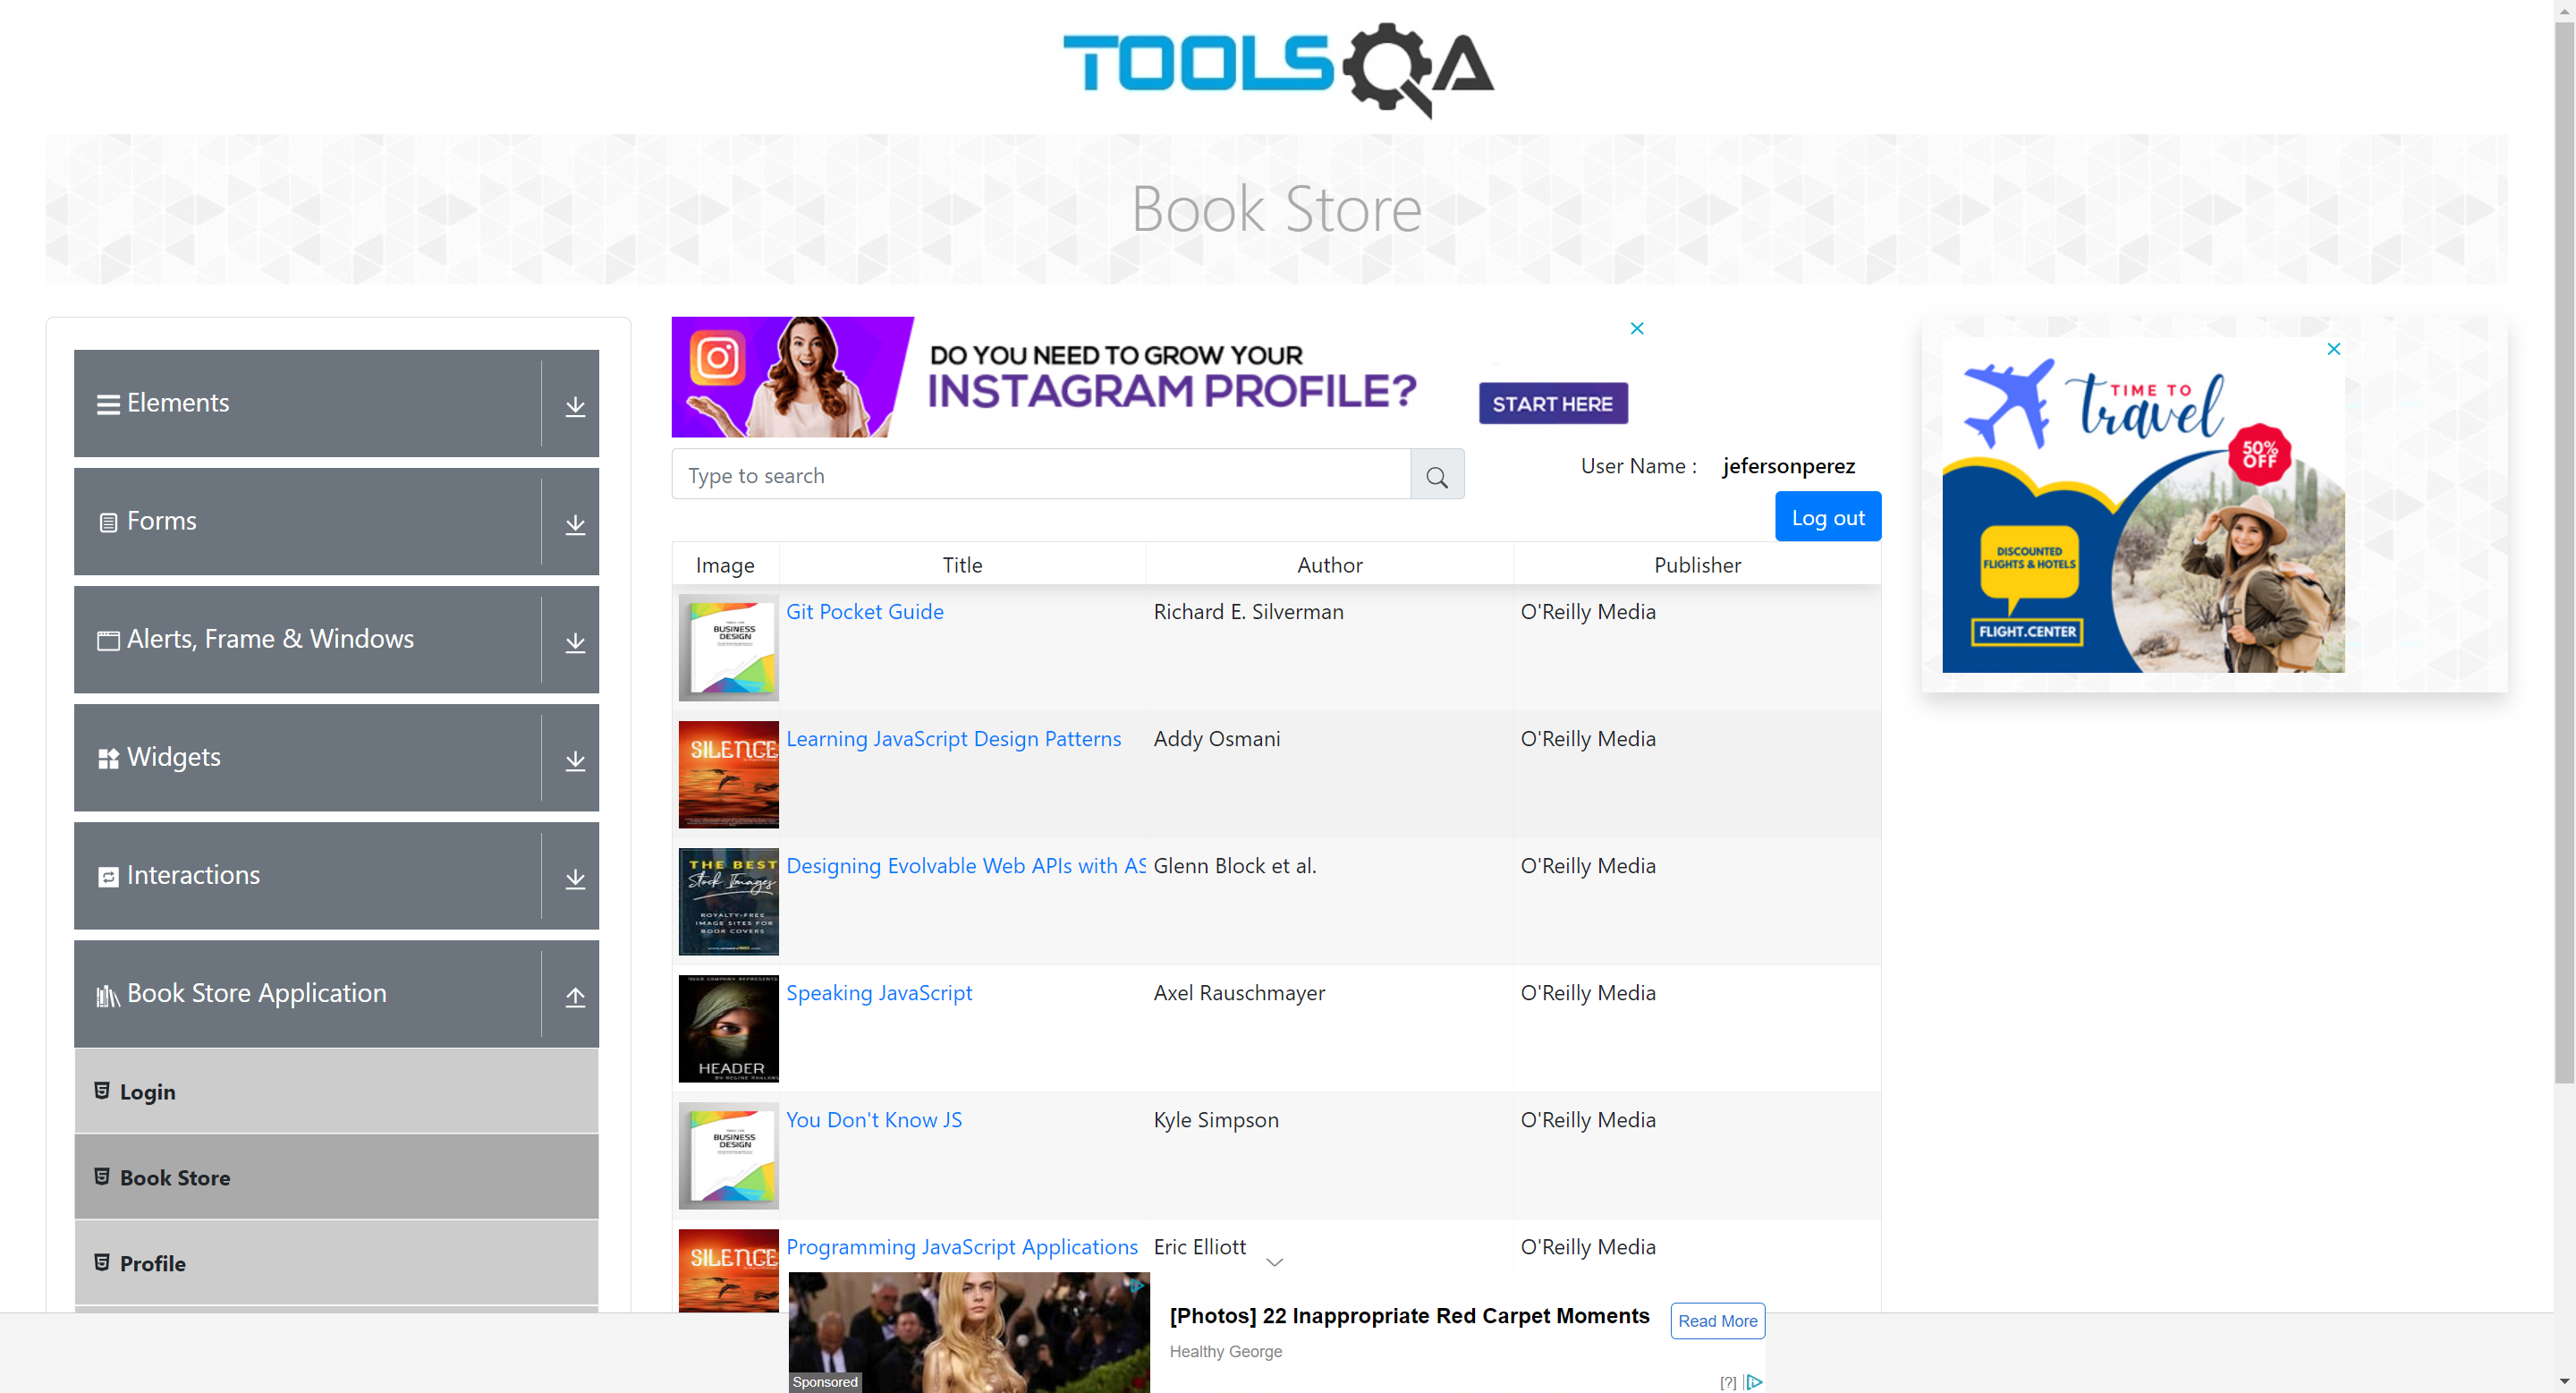 TOOLSQA
Book Store
Elements
Forms
Alerts, Frame & Windows
Widgets
Interactions
Book Store Application
Login
Book Store
Profile
DO YOU NEED TO GROW YOUR
INSTAGRAM PROFILE?
START HERE
Type to search
User Name : jefersonperez
Log out
Image Title Author Publisher
BUSINESS
DESIGN
Git Pocket Guide Richard E. Silverman O'Reilly Media
SILENCE
Learning JavaScript Design Patterns Addy Osmani O'Reilly Media
THE BEST
Stock Images
ROYALTY-FREE
IMAGE SITES FOR
BOOK COVERS
Designing Evolvable Web APIs with AS Glenn Block et al. O'Reilly Media
HEADER
Speaking JavaScript Axel Rauschmayer O'Reilly Media
BUSINESS
DESIGN
You Don't Know JS Kyle Simpson O'Reilly Media
SILENCE
Programming JavaScript Applications Eric Elliott O'Reilly Media
TIME TO
travel
50%
OFF
DISCOUNTED
FLIGHTS & HOTELS
FLIGHT.CENTER
[Photos] 22 Inappropriate Red Carpet Moments
Read More
Healthy George
Sponsored
[?]